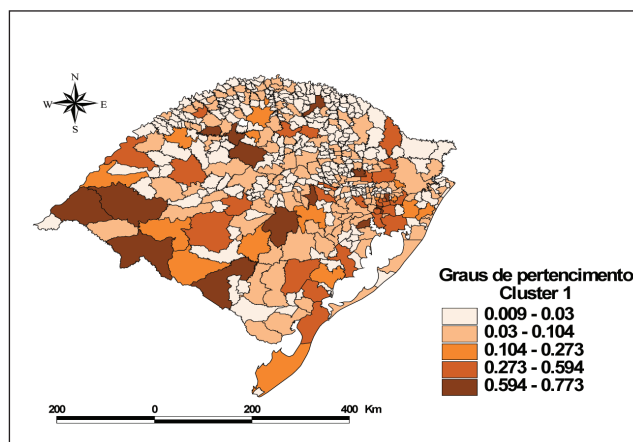 N
W E
S
Graus de pertencimento
Cluster 1
0.009 - 0.03
0.03 - 0.104
0.104 - 0.273
0.273 - 0.594
0.594 - 0.773
200 0 200 400 Km